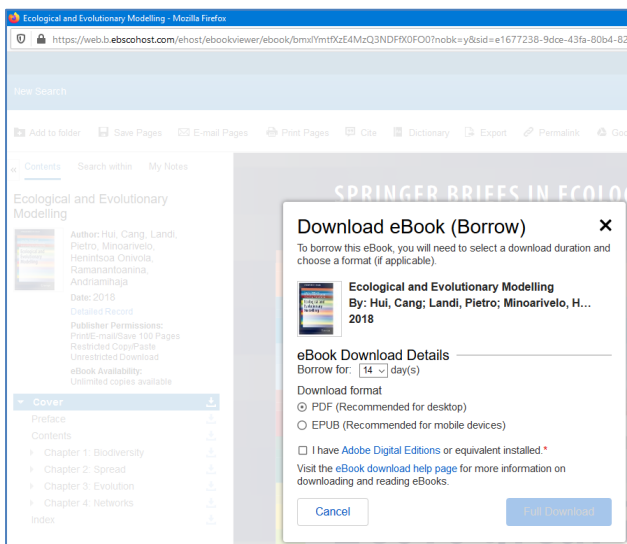 Ecological and Evolutionary Modelling - Mozilla Firefox
https://web.b.ebscohost.com/ehost/ebookviewer/ebook/bmxlYmtfXzE4MzQ3NDFfX0FO0?nobk=y&sid=e1677238-9dce-43fa-80b4-82
New Search
Add to folder Save Pages E-mail Pages Print Pages Cite Dictionary Export Permalink Goo
« Contents Search within My Notes
SPRINGER BRIEFS IN ECOLOG
Ecological and Evolutionary
Modelling
Author: Hui, Cang, Landi,
Pietro, Minoarivelo,
Henintsoa Onivola,
Ramanantoanina,
Andriamihaja
Date: 2018
Detailed Record
Publisher Permissions:
Print/E-mail/Save 100 Pages
Restricted Copy/Paste
Unrestricted Download
eBook Availability:
Unlimited copies available
Cover
Preface
Contents
Chapter 1: Biodiversity
Chapter 2: Spread
Chapter 3: Evolution
Chapter 4: Networks
Index
Download eBook (Borrow)
To borrow this eBook, you will need to select a download duration and
choose a format (if applicable).
Ecological and Evolutionary Modelling
By: Hui, Cang; Landi, Pietro; Minoarivelo, H...
2018
eBook Download Details
Borrow for: 14 day(s)
Download format
PDF (Recommended for desktop)
EPUB (Recommended for mobile devices)
I have Adobe Digital Editions or equivalent installed.*
Visit the eBook download help page for more information on
downloading and reading eBooks.
Cancel Full Download